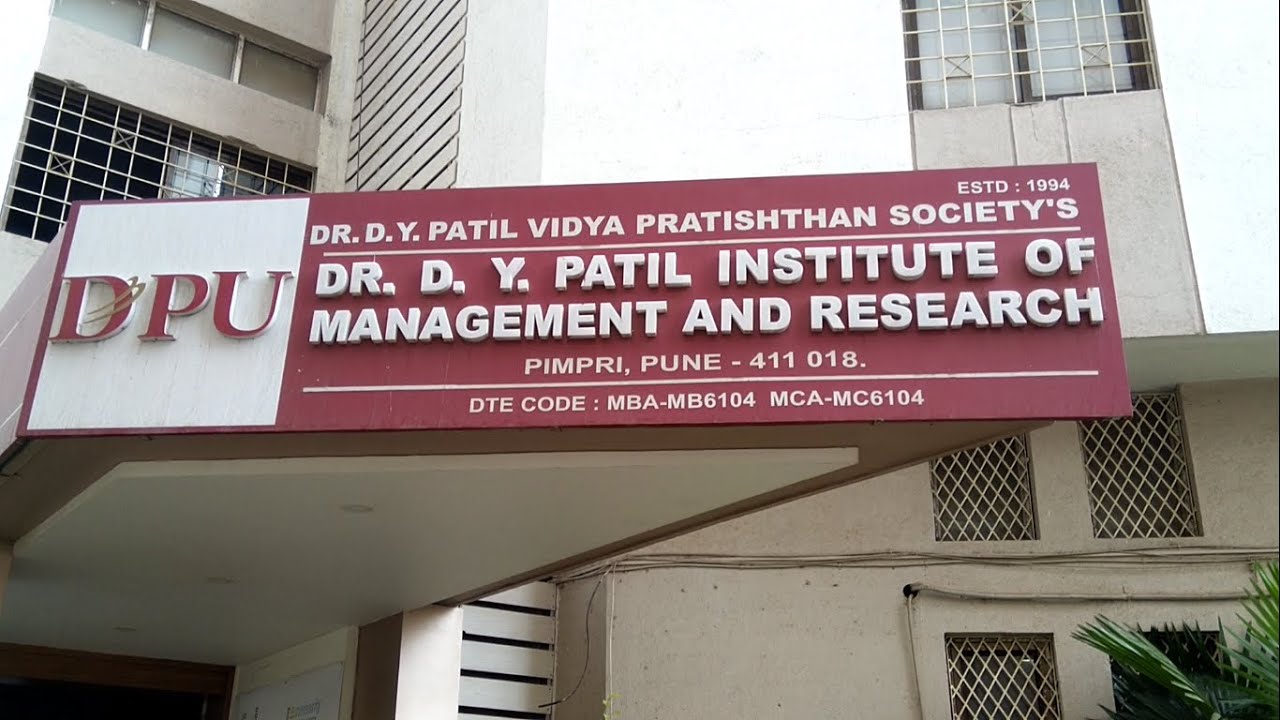 ESTD : 1994
DR. D. Y. PATIL VIDYA PRATISHTHAN SOCIETY'S
DPU
DR. D. Y. PATIL INSTITUTE OF
MANAGEMENT AND RESEARCH
PIMPRI, PUNE - 411 018.
DTE CODE : MBA-MB6104 MCA-MC6104